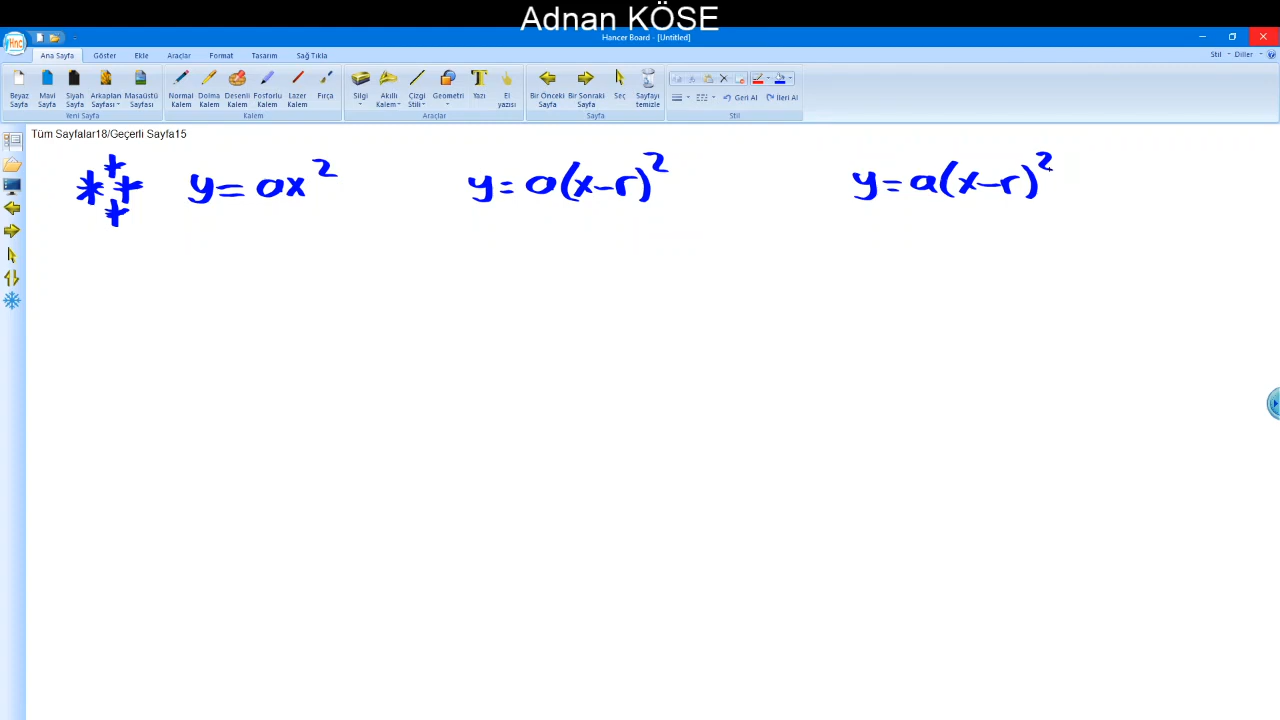 Adnan KÖSE
Hnc
Hancer Board - [Untitled]
Ana Sayfa Göster Ekle Araçlar Format Tasarım Sağ Tıkla Stil Diller
Beyaz Sayfa Mavi Sayfa Siyah Sayfa Arkaplan Sayfası Masaüstü Sayfası Normal Kalem Dolma Kalem Desenli Kalem Fosforlu Kalem Lazer Kalem Fırça Silgi Akıllı Kalem Çizgi Stili Geometri Yazı El yazısı Bir Önceki Sayfa Bir Sonraki Sayfa Seç Sayfayı temizle Geri Al İleri Al
Yeni Sayfa Kalem Araçlar Sayfa Stil
Tüm Sayfalar18/Geçerli Sayfa15
y = ax² y = a(x-r)² y = a(x-r)²